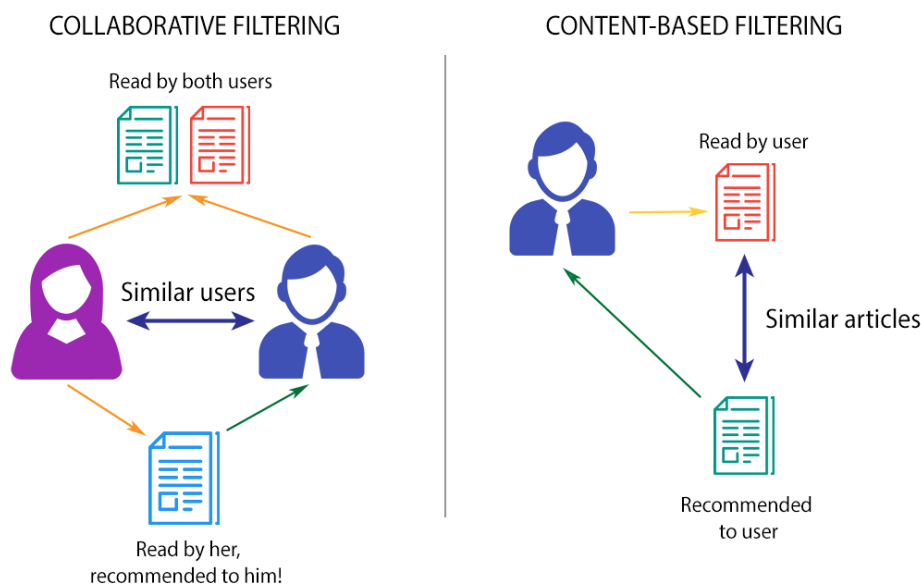 COLLABORATIVE FILTERING
Read by both users
Similar users
Read by her,
recommended to him!
CONTENT-BASED FILTERING
Read by user
Similar articles
Recommended
to user